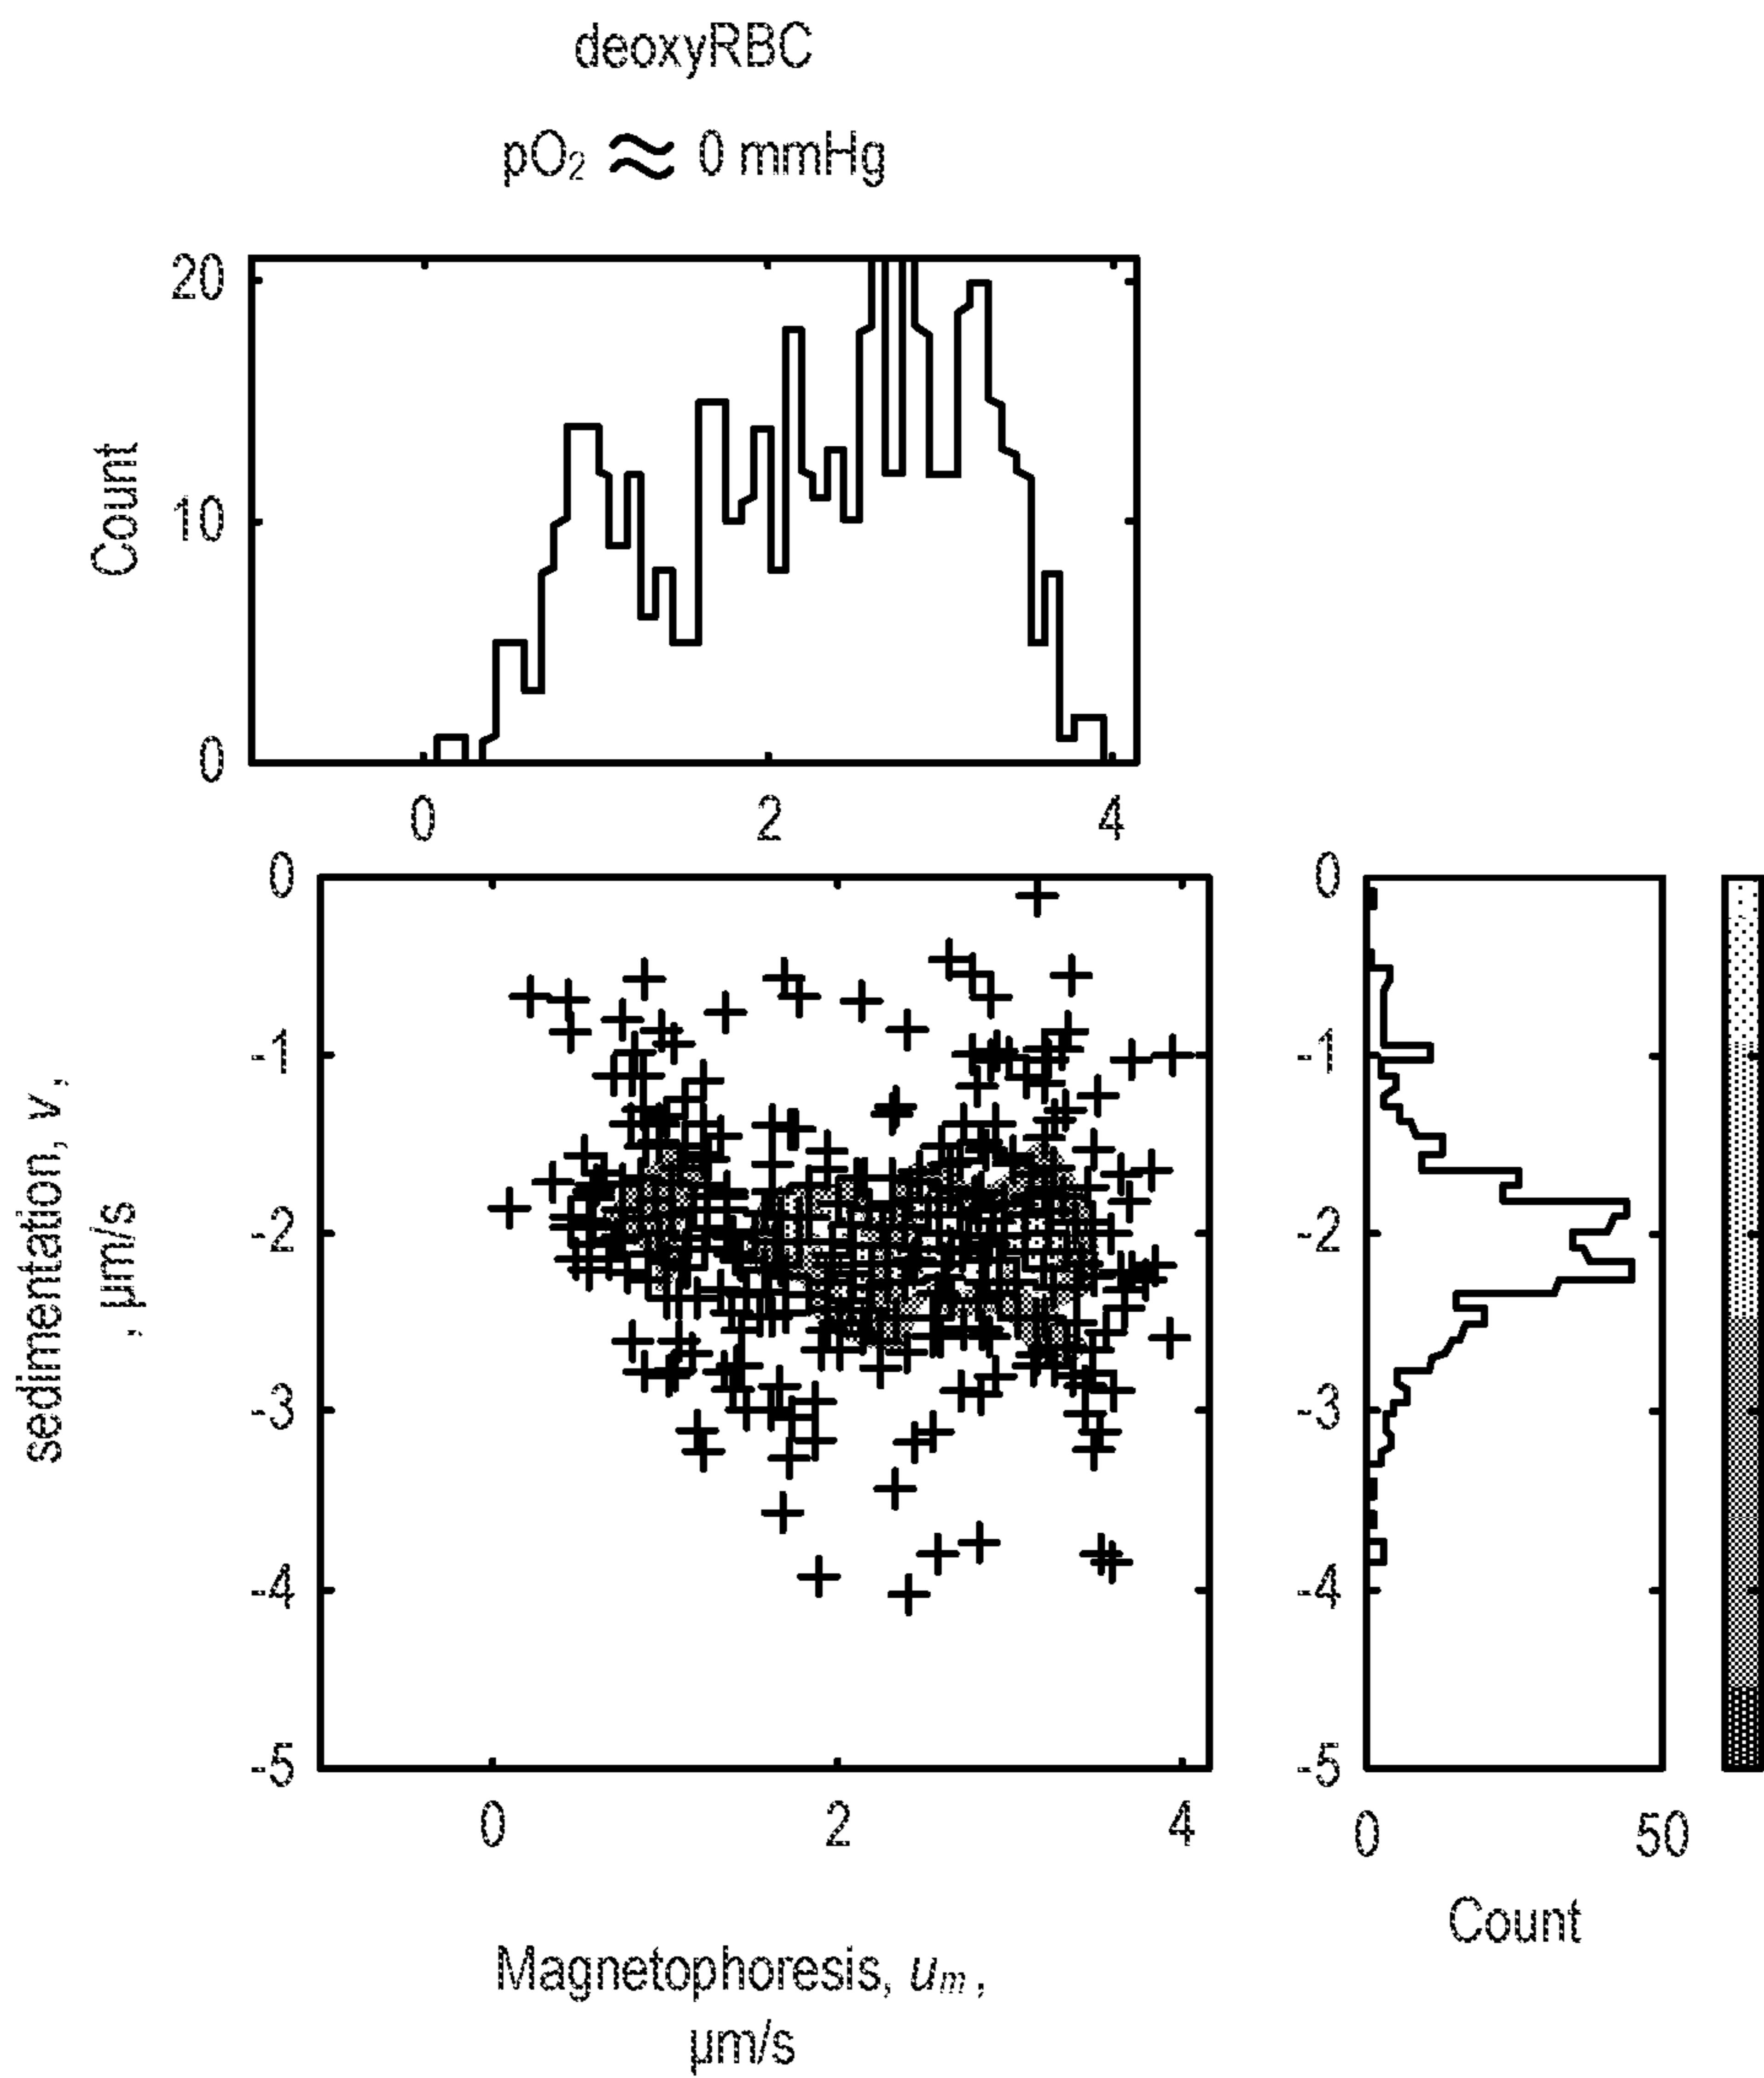 deoxyRBC
pO₂ ≈ 0 mmHg
Count
20
10
0
0
2
4
sedimentation, v ,
, µm/s
0
-1
-2
-3
-4
-5
0
2
4
Magnetophoresis, uₘ ,
µm/s
0
-1
-2
-3
-4
-5
0
50
Count